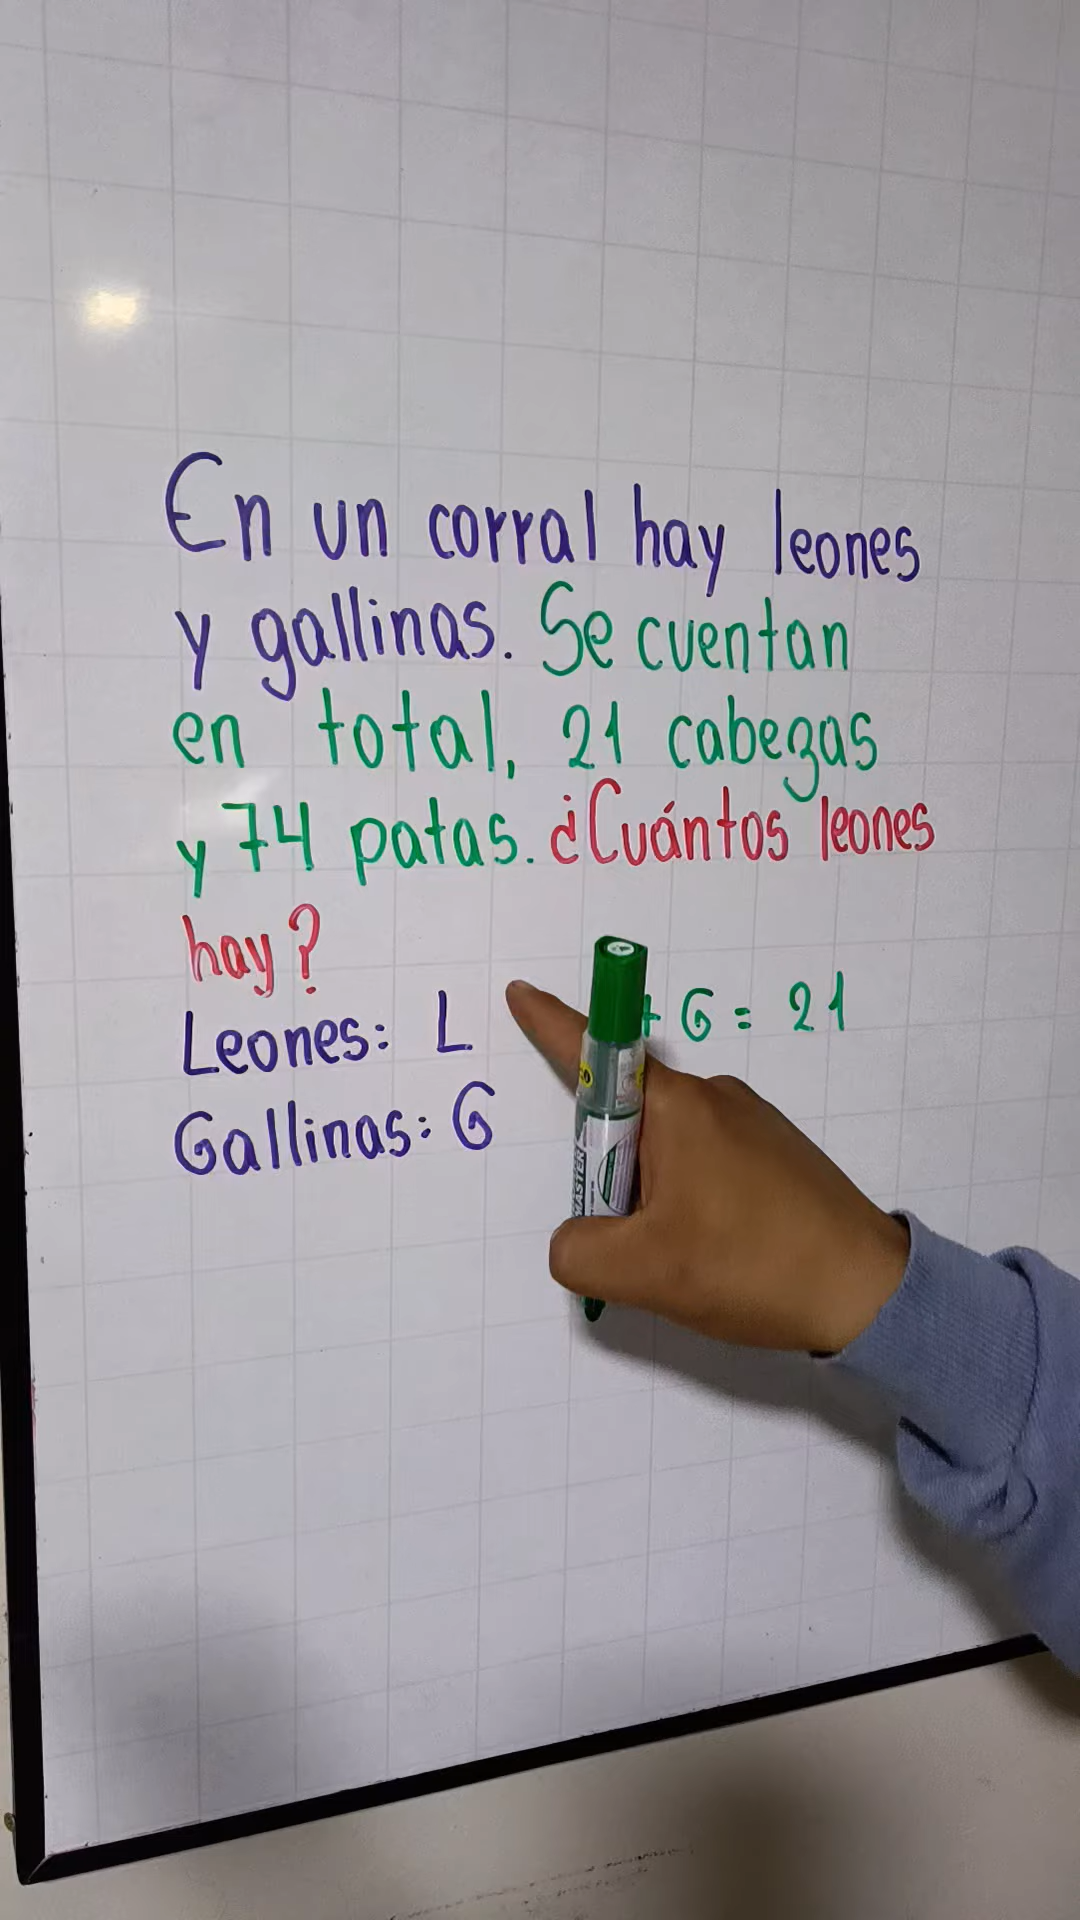 En un corral hay leones
y gallinas. Se cuentan
en total, 21 cabezas
y 74 patas. ¿Cuántos leones
hay?
Leones: L
+ G = 21
Gallinas: G
MASTER